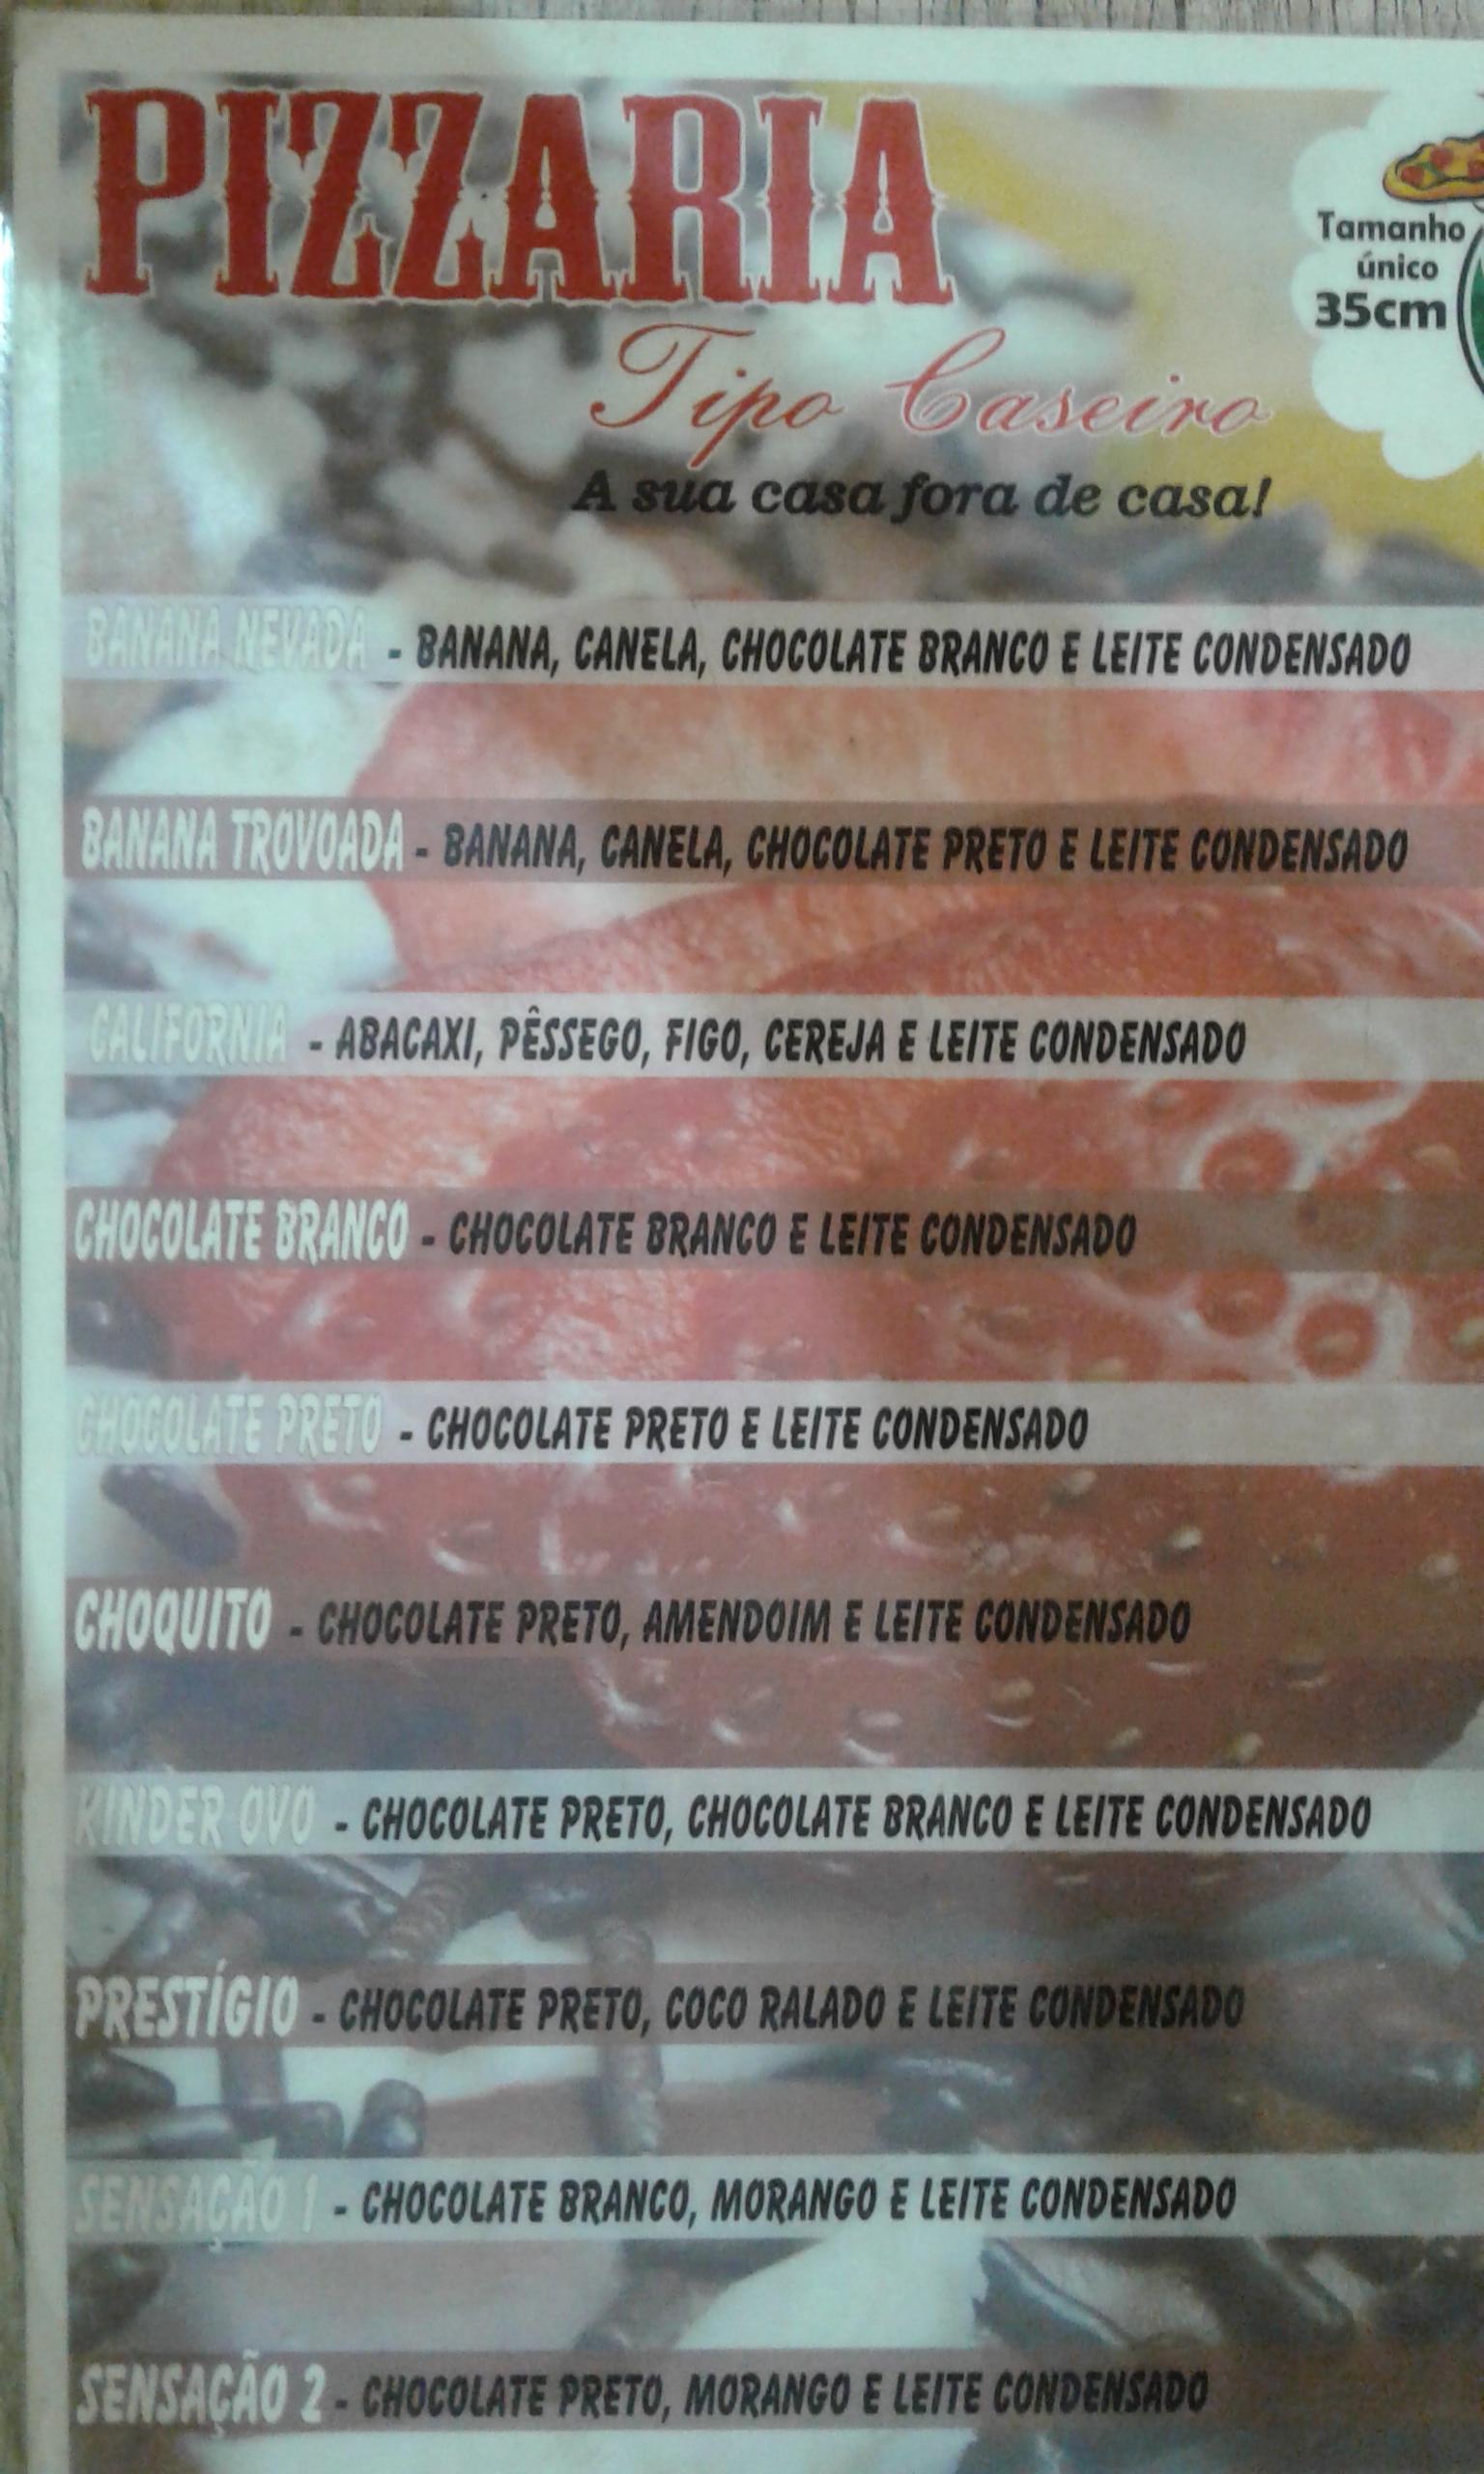 PIZZARIA
Tamanho
único
35cm
Tipo Caseiro
A sua casa fora de casa!
BANANA NEVADA - BANANA, CANELA, CHOCOLATE BRANCO E LEITE CONDENSADO
BANANA TROVOADA - BANANA, CANELA, CHOCOLATE PRETO E LEITE CONDENSADO
CALIFORNIA - ABACAXI, PÊSSEGO, FIGO, CEREJA E LEITE CONDENSADO
CHOCOLATE BRANCO - CHOCOLATE BRANCO E LEITE CONDENSADO
CHOCOLATE PRETO - CHOCOLATE PRETO E LEITE CONDENSADO
CHOQUITO - CHOCOLATE PRETO, AMENDOIM E LEITE CONDENSADO
KINDER OVO - CHOCOLATE PRETO, CHOCOLATE BRANCO E LEITE CONDENSADO
PRESTÍGIO - CHOCOLATE PRETO, COCO RALADO E LEITE CONDENSADO
SENSAÇÃO 1 - CHOCOLATE BRANCO, MORANGO E LEITE CONDENSADO
SENSAÇÃO 2 - CHOCOLATE PRETO, MORANGO E LEITE CONDENSADO